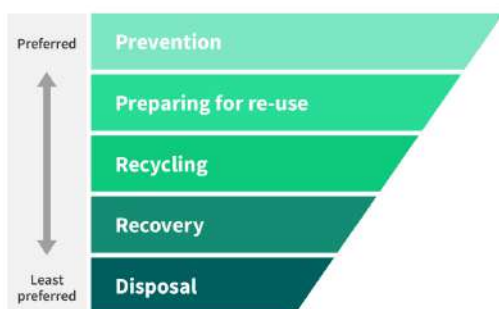 Preferred
Prevention
Preparing for re-use
Recycling
Recovery
Least
preferred
Disposal